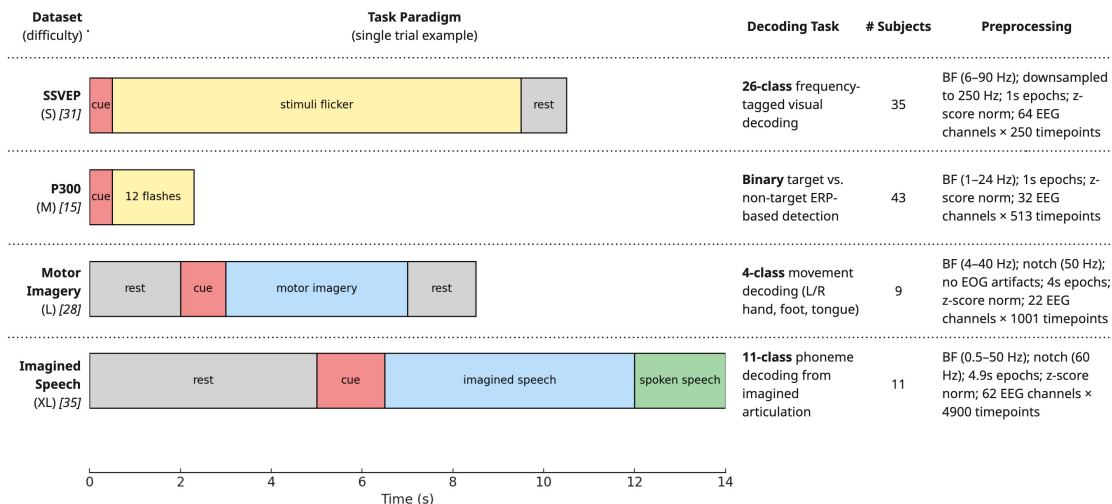 Dataset
(difficulty)
Task Paradigm
(single trial example)
Decoding Task
# Subjects
Preprocessing
SSVEP
(S) [31]
cue
stimuli flicker
rest
26-class frequency-
tagged visual
decoding
35
BF (6–90 Hz); downsampled
to 250 Hz; 1s epochs; z-
score norm; 64 EEG
channels × 250 timepoints
P300
(M) [15]
cue
12 flashes
Binary target vs.
non-target ERP-
based detection
43
BF (1–24 Hz); 1s epochs; z-
score norm; 32 EEG
channels × 513 timepoints
Motor
Imagery
(L) [28]
rest
cue
motor imagery
rest
4-class movement
decoding (L/R
hand, foot, tongue)
9
BF (4–40 Hz); notch (50 Hz);
no EOG artifacts; 4s epochs;
z-score norm; 22 EEG
channels × 1001 timepoints
Imagined
Speech
(XL) [35]
rest
cue
imagined speech
spoken speech
11-class phoneme
decoding from
imagined
articulation
11
BF (0.5–50 Hz); notch (60
Hz); 4.9s epochs; z-score
norm; 62 EEG channels ×
4900 timepoints
0 2 4 6 8 10 12 14
Time (s)